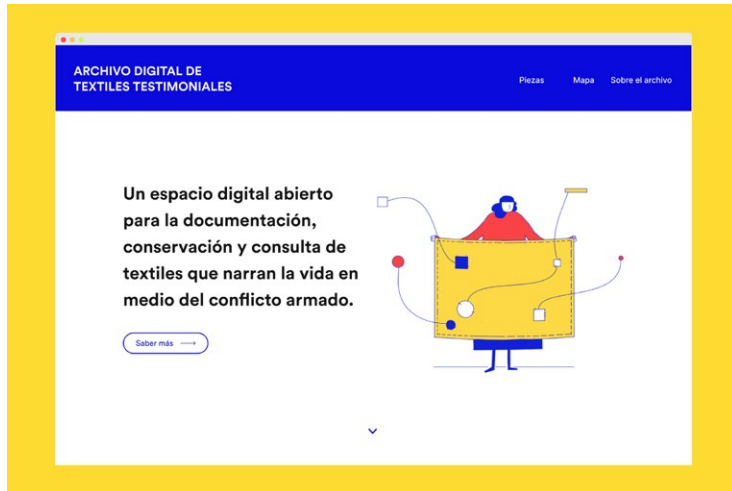 ARCHIVO DIGITAL DE
TEXTILES TESTIMONIALES
Piezas Mapa Sobre el archivo
Un espacio digital abierto
para la documentación,
conservación y consulta de
textiles que narran la vida en
medio del conflicto armado.
Saber más